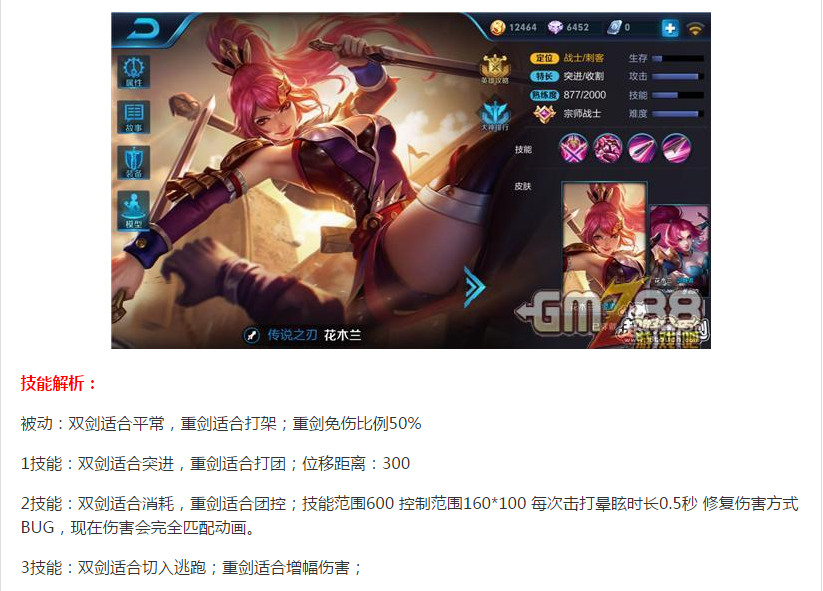 12464 6452 0
属性
故事
装备
模型
英雄攻略
大神排行
定位 战士/刺客 生存
特长 突进/收割 攻击
熟练度 877/2000 技能
宗师战士 难度
技能
皮肤
花木兰
GM788
传说之刃 花木兰
技能解析：
被动：双剑适合平常，重剑适合打架；重剑免伤比例50%
1技能：双剑适合突进，重剑适合打团；位移距离：300
2技能：双剑适合消耗，重剑适合团控；技能范围600 控制范围160*100 每次击打晕眩时长0.5秒 修复伤害方式
BUG，现在伤害会完全匹配动画。
3技能：双剑适合切入逃跑；重剑适合增幅伤害；